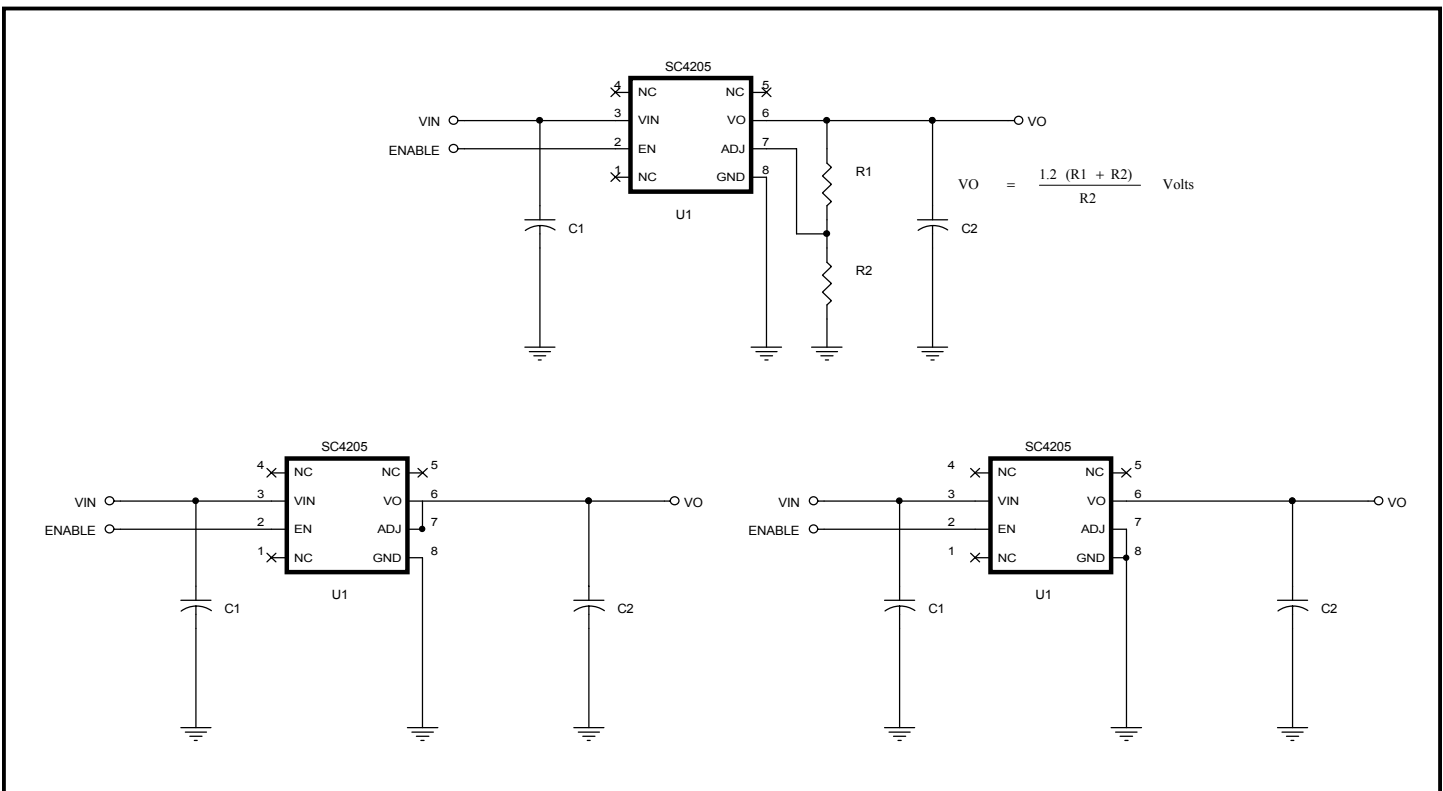 SC4205
4 NC NC 5
VIN 3 VIN VO 6 VO
ENABLE 2 EN ADJ 7
1 NC GND 8
U1
R1
R2
C1
C2
VO = 1.2 (R1 + R2) Volts
R2
SC4205
4 NC NC 5
VIN 3 VIN VO 6 VO
ENABLE 2 EN ADJ 7
1 NC GND 8
U1
C1
C2
SC4205
4 NC NC 5
VIN 3 VIN VO 6 VO
ENABLE 2 EN ADJ 7
1 NC GND 8
U1
C1
C2